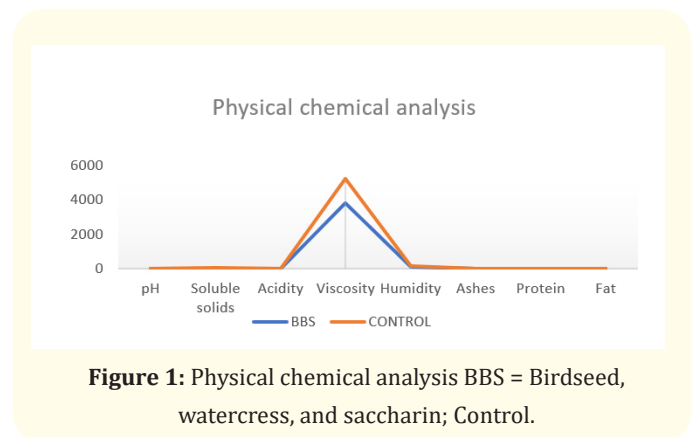 Physical chemical analysis
6000
4000
2000
0
pH Soluble solids Acidity Viscosity Humidity Ashes Protein Fat
BBS CONTROL
Figure 1: Physical chemical analysis BBS = Birdseed,
watercress, and saccharin; Control.